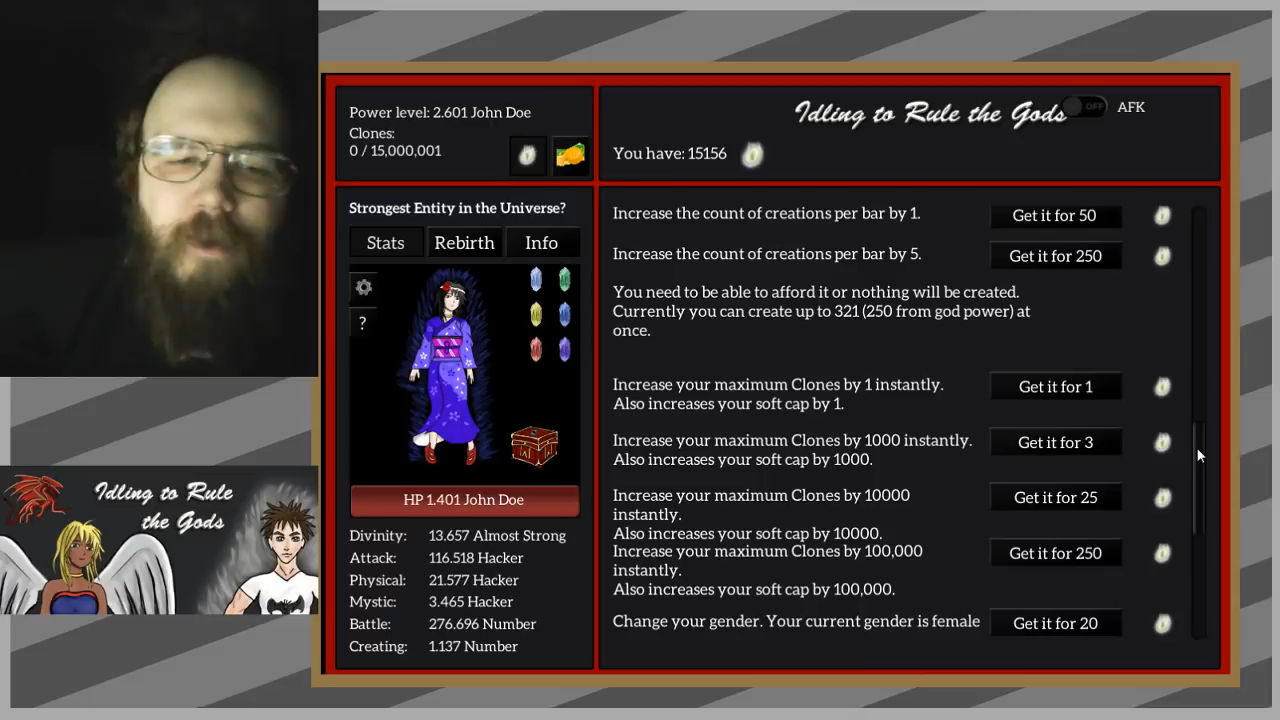 Power level: 2.601 John Doe
Clones:
0 / 15,000,001
Idling to Rule the Gods
OFF
AFK
You have: 15156
Strongest Entity in the Universe?
Stats
Rebirth
Info
?
HP 1.401 John Doe
Divinity: 13.657 Almost Strong
Attack: 116.518 Hacker
Physical: 21.577 Hacker
Mystic: 3.465 Hacker
Battle: 276.696 Number
Creating: 1.137 Number
Increase the count of creations per bar by 1.
Get it for 50
Increase the count of creations per bar by 5.
Get it for 250
You need to be able to afford it or nothing will be created.
Currently you can create up to 321 (250 from god power) at
once.
Increase your maximum Clones by 1 instantly.
Also increases your soft cap by 1.
Get it for 1
Increase your maximum Clones by 1000 instantly.
Also increases your soft cap by 1000.
Get it for 3
Increase your maximum Clones by 10000
instantly.
Also increases your soft cap by 10000.
Get it for 25
Increase your maximum Clones by 100,000
instantly.
Also increases your soft cap by 100,000.
Get it for 250
Change your gender. Your current gender is female
Get it for 20
Idling to Rule
the Gods